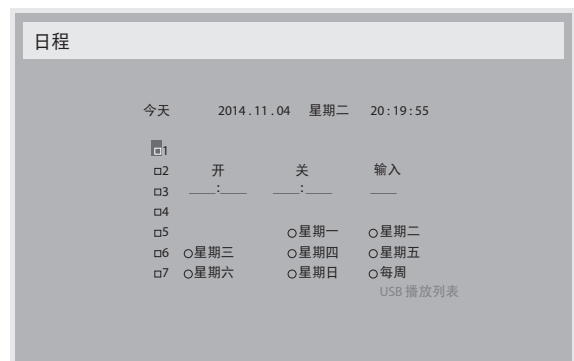 日程
今天 2014.11.04 星期二 20:19:55
1
2 开 关 输入
3 __:__ __:__ __
4
5 星期一 星期二
6 星期三 星期四 星期五
7 星期六 星期日 每周
USB 播放列表